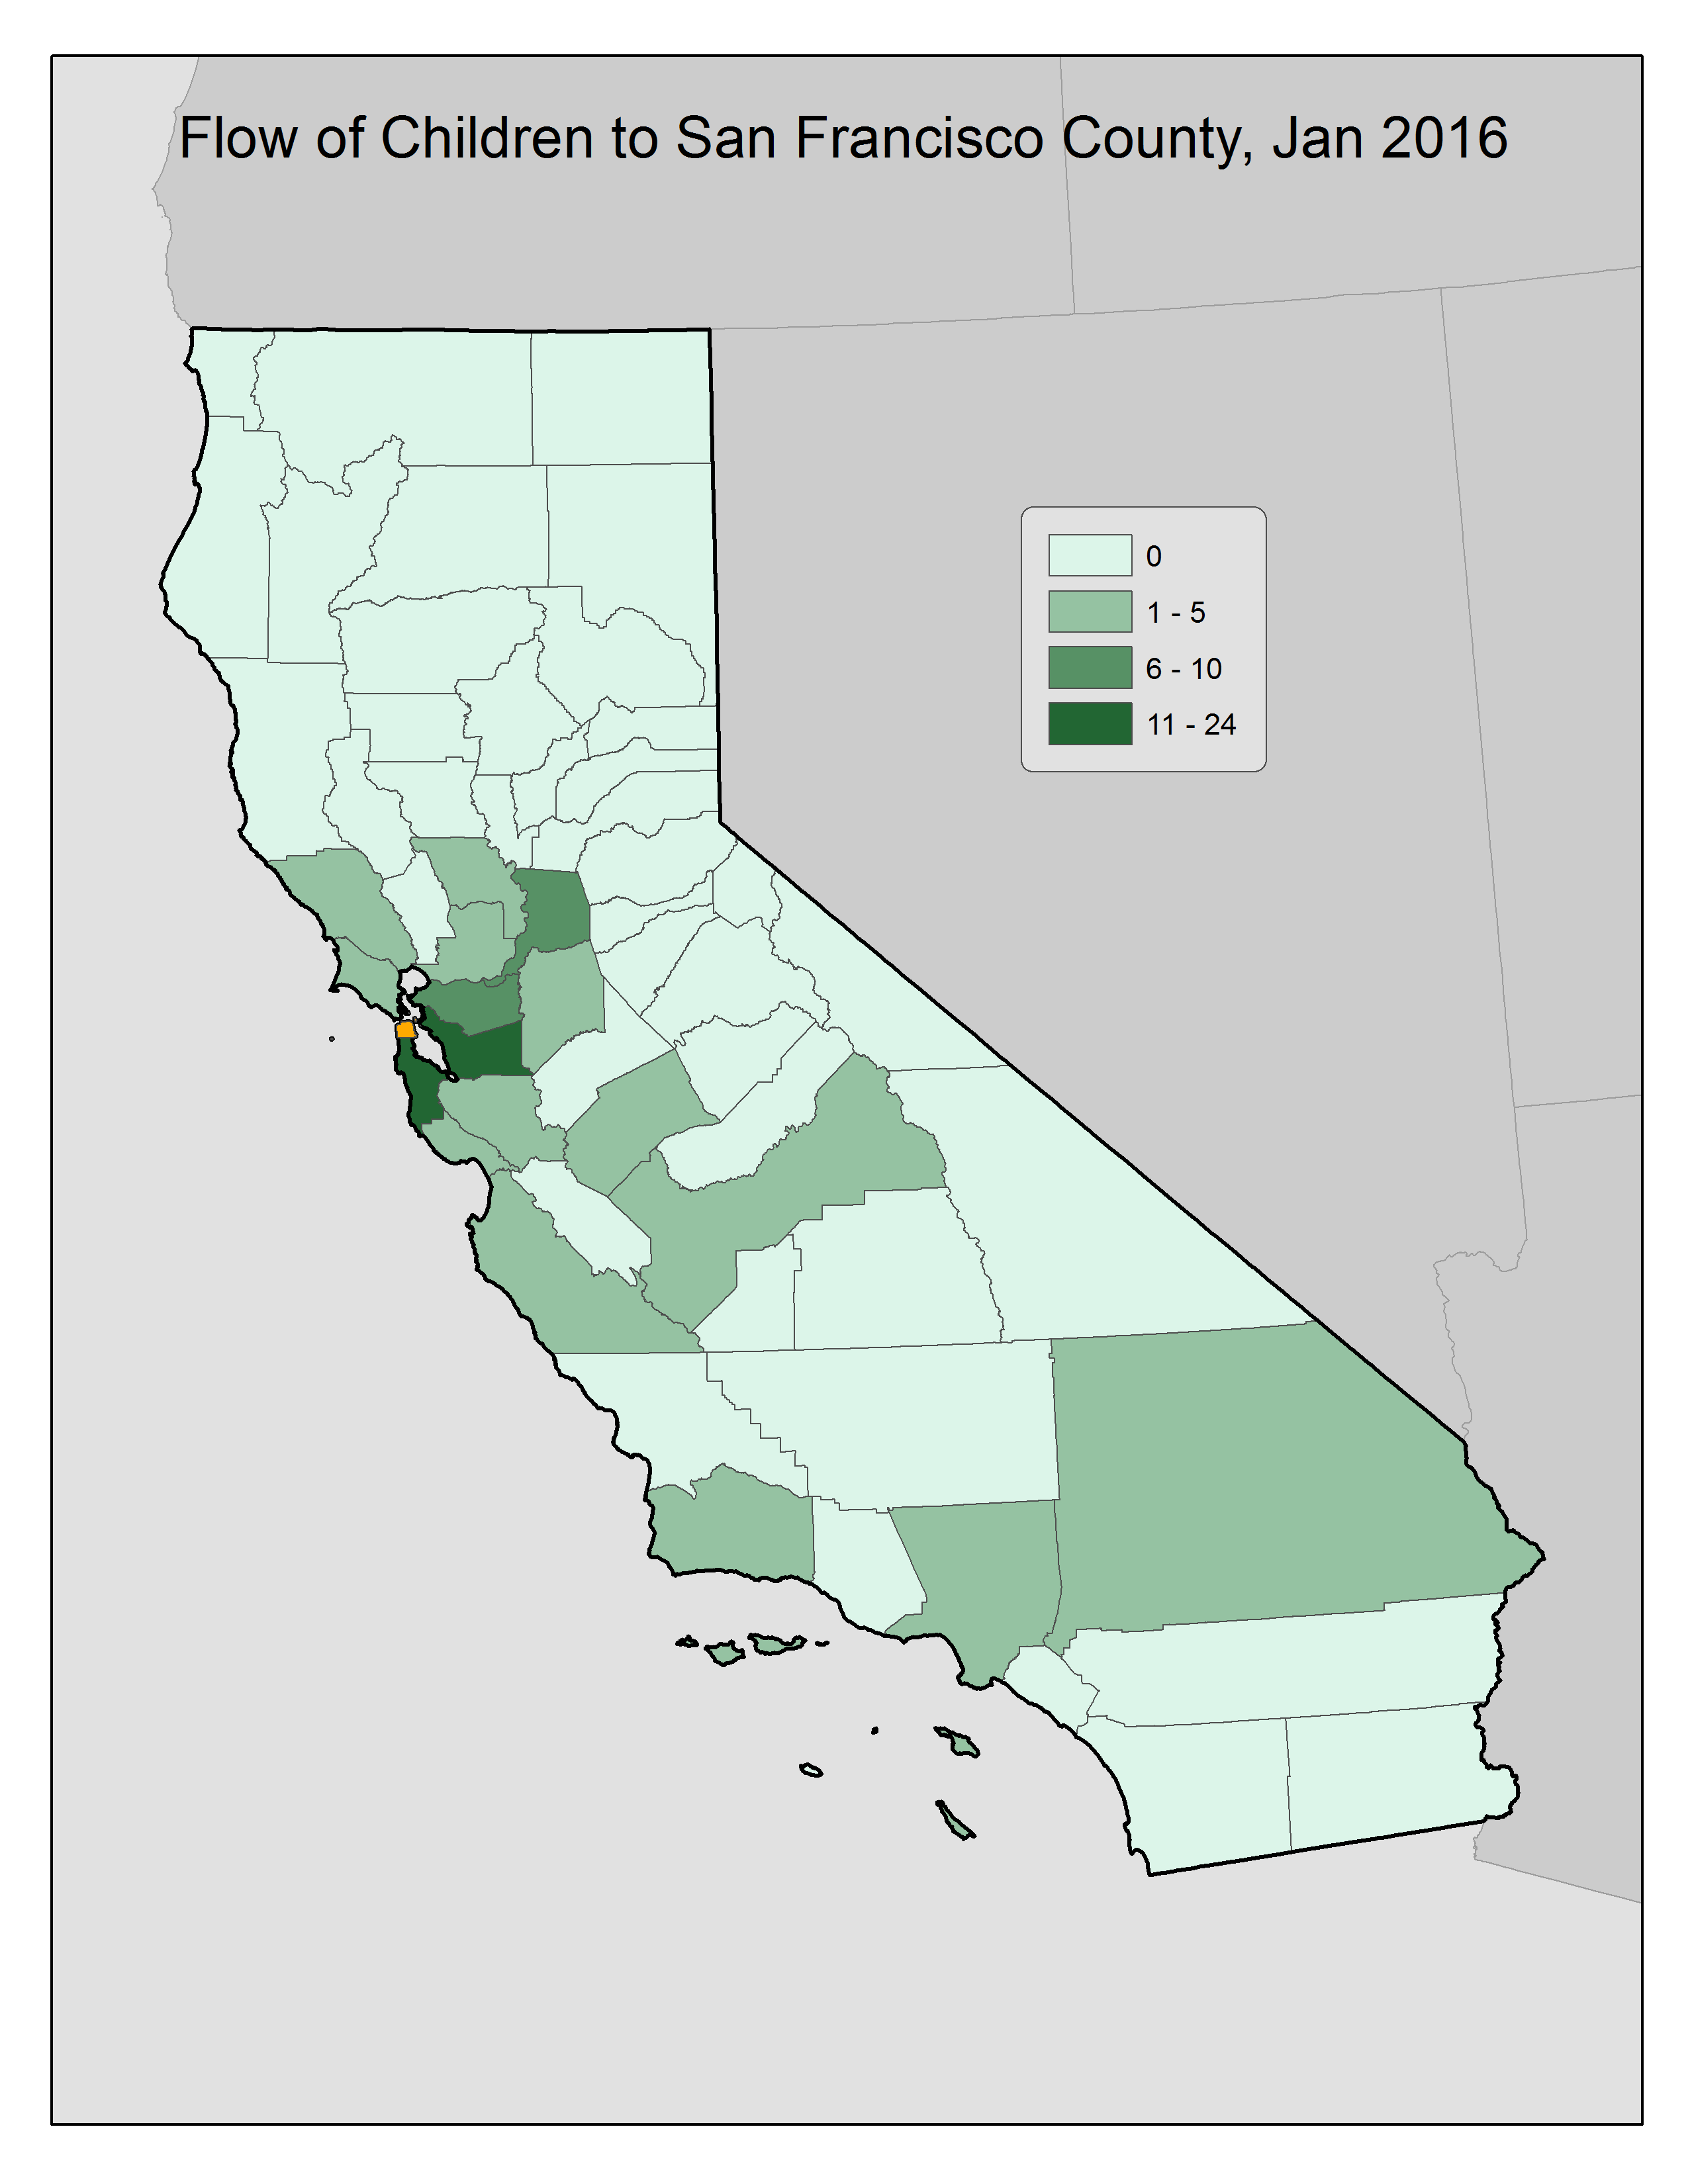 Flow of Children to San Francisco County, Jan 2016
0
1 - 5
6 - 10
11 - 24